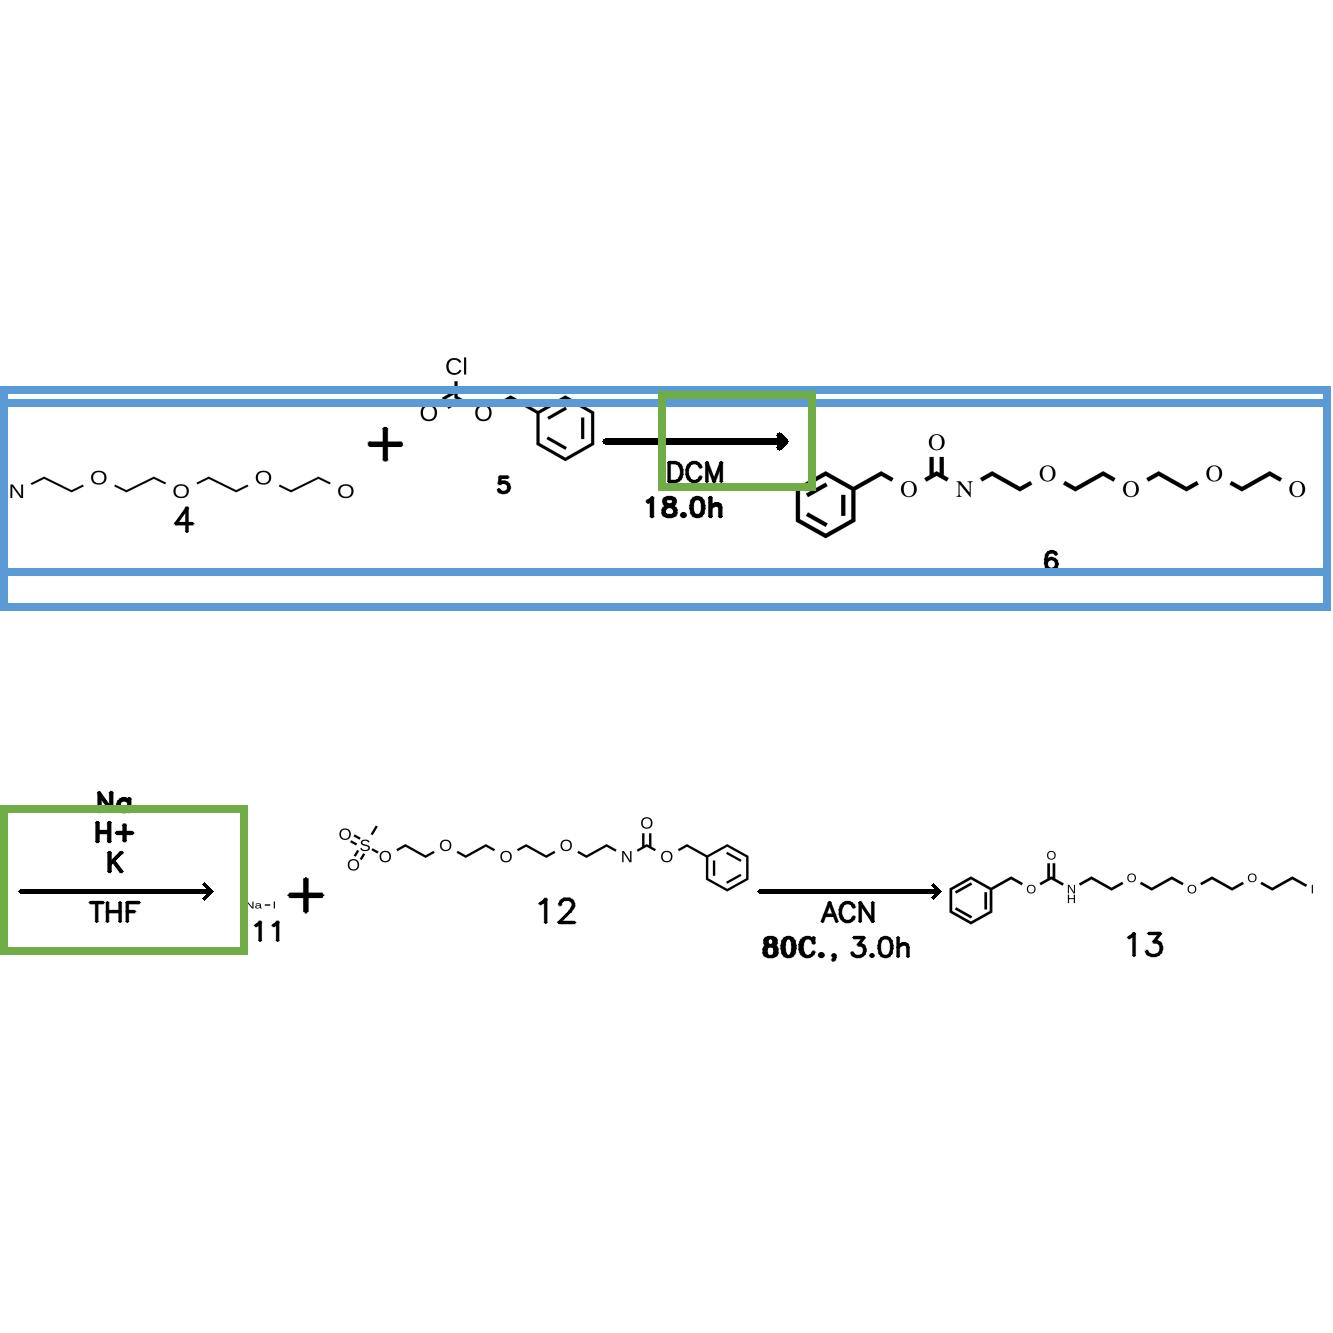 Cl
O O
N O O O O
4
5
DCM
18.0h
O
O N O O O O
6
Na
H+
K
THF
Na-I
11
O
O S O O
O O O N O O
12
ACN
80C., 3.0h
O
O N H O O O I
13